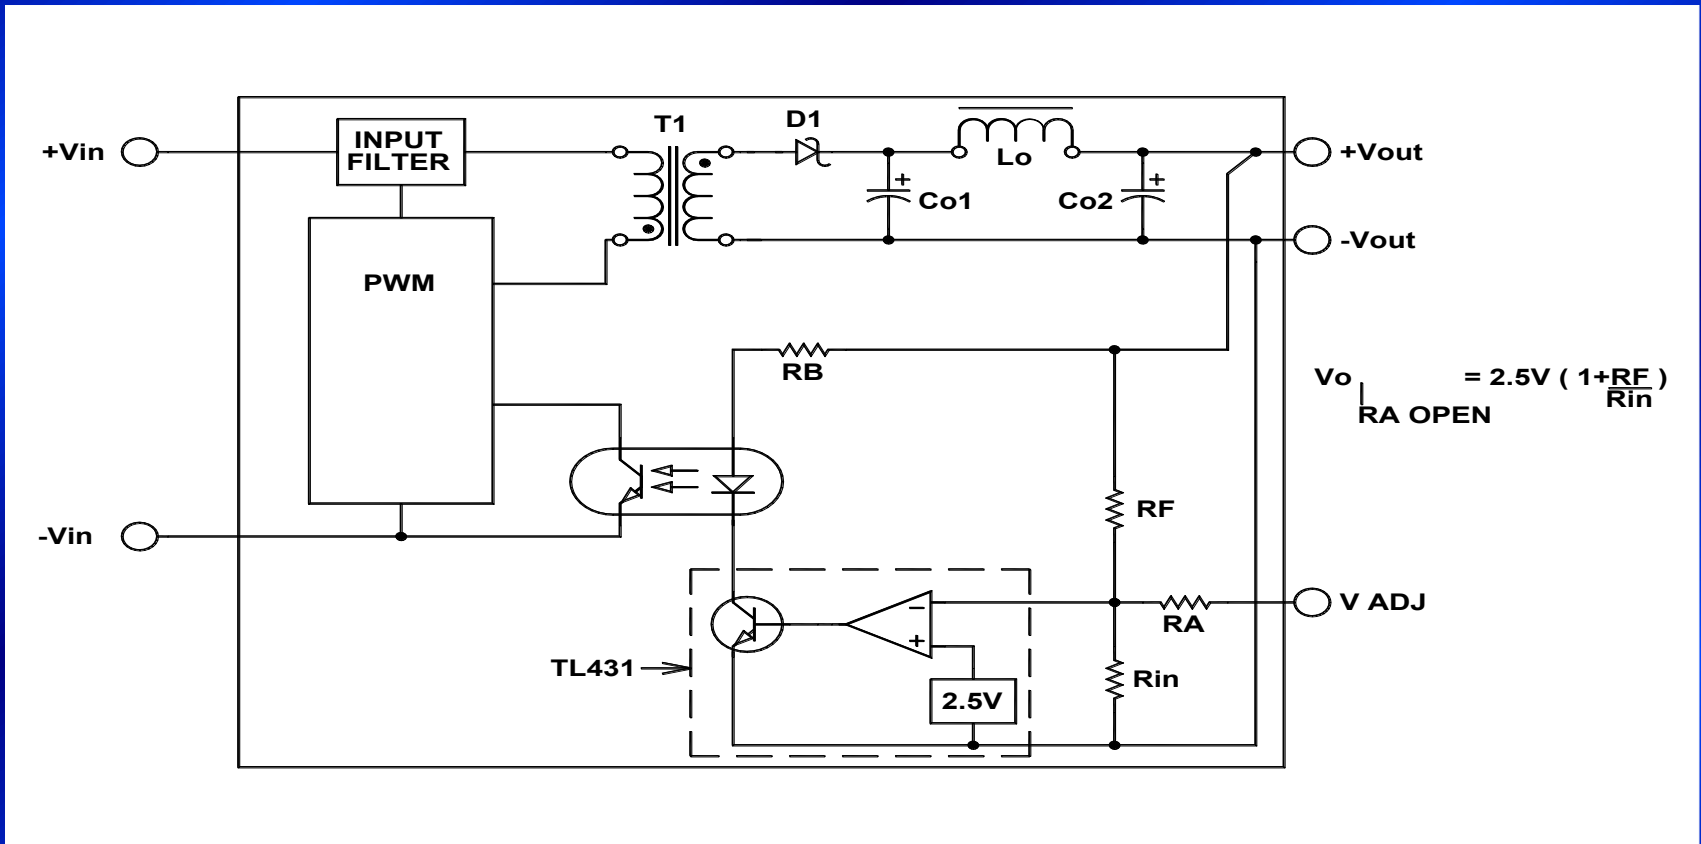 T1
D1
+Vin
INPUT
FILTER
Lo
+Vout
+
+
Co1
Co2
-Vout
PWM
RB
Vo
= 2.5V ( 1+RF )
Rin
RA OPEN
RF
-Vin
−
V ADJ
RA
+
TL431
Rin
2.5V